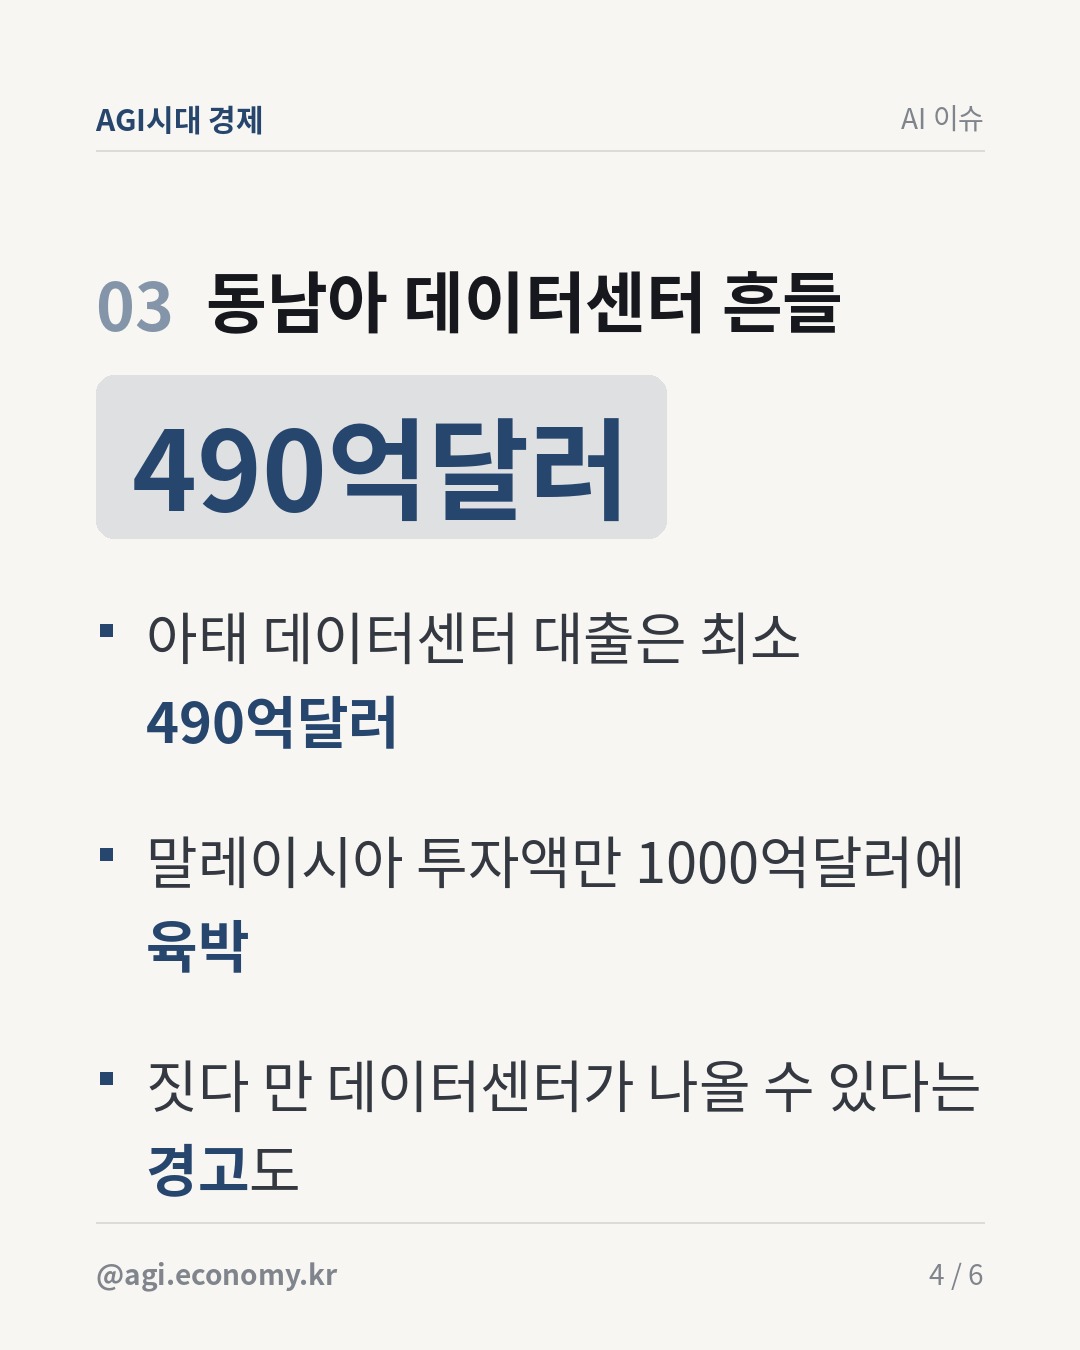 AGI시대 경제
AI 이슈
03 동남아 데이터센터 흔들
490억달러
아태 데이터센터 대출은 최소
490억달러
말레이시아 투자액만 1000억달러에
육박
짓다 만 데이터센터가 나올 수 있다는
경고도
@agi.economy.kr
4 / 6